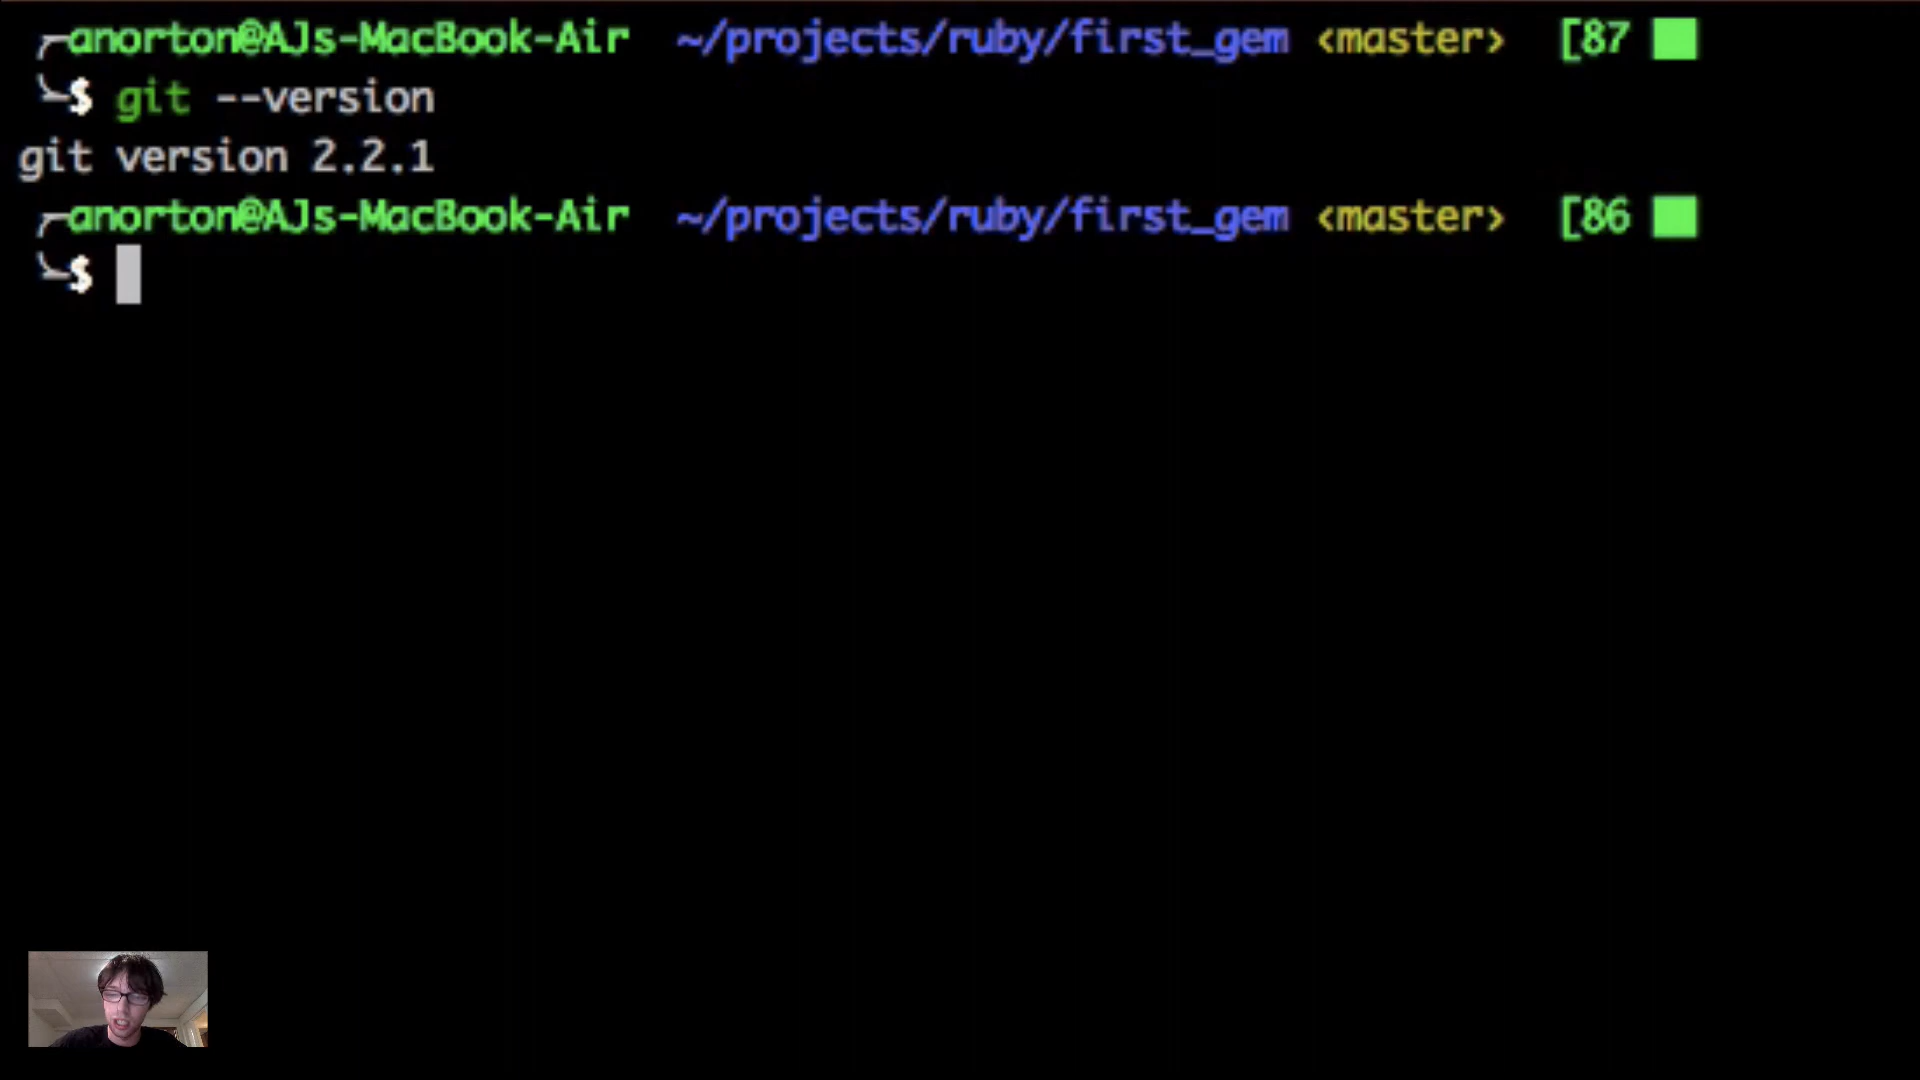 ╭─anorton@AJs-MacBook-Air ~/projects/ruby/first_gem ‹master› [87
╰─$ git --version
git version 2.2.1
╭─anorton@AJs-MacBook-Air ~/projects/ruby/first_gem ‹master› [86
╰─$